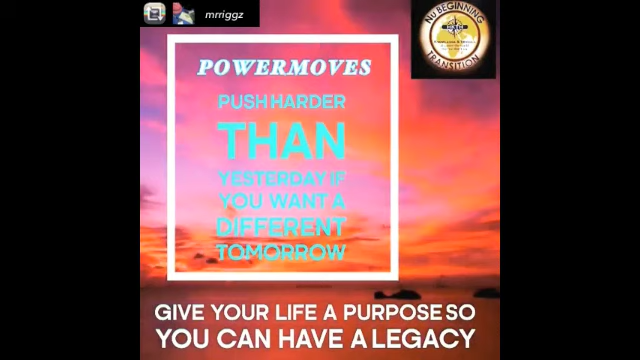 mrriggz
NU BEGINNING
TRANSITION
POWERMOVES
PUSH HARDER
THAN
YESTERDAY IF
YOU WANT A
DIFFERENT
TOMORROW
GIVE YOUR LIFE A PURPOSE SO
YOU CAN HAVE A LEGACY